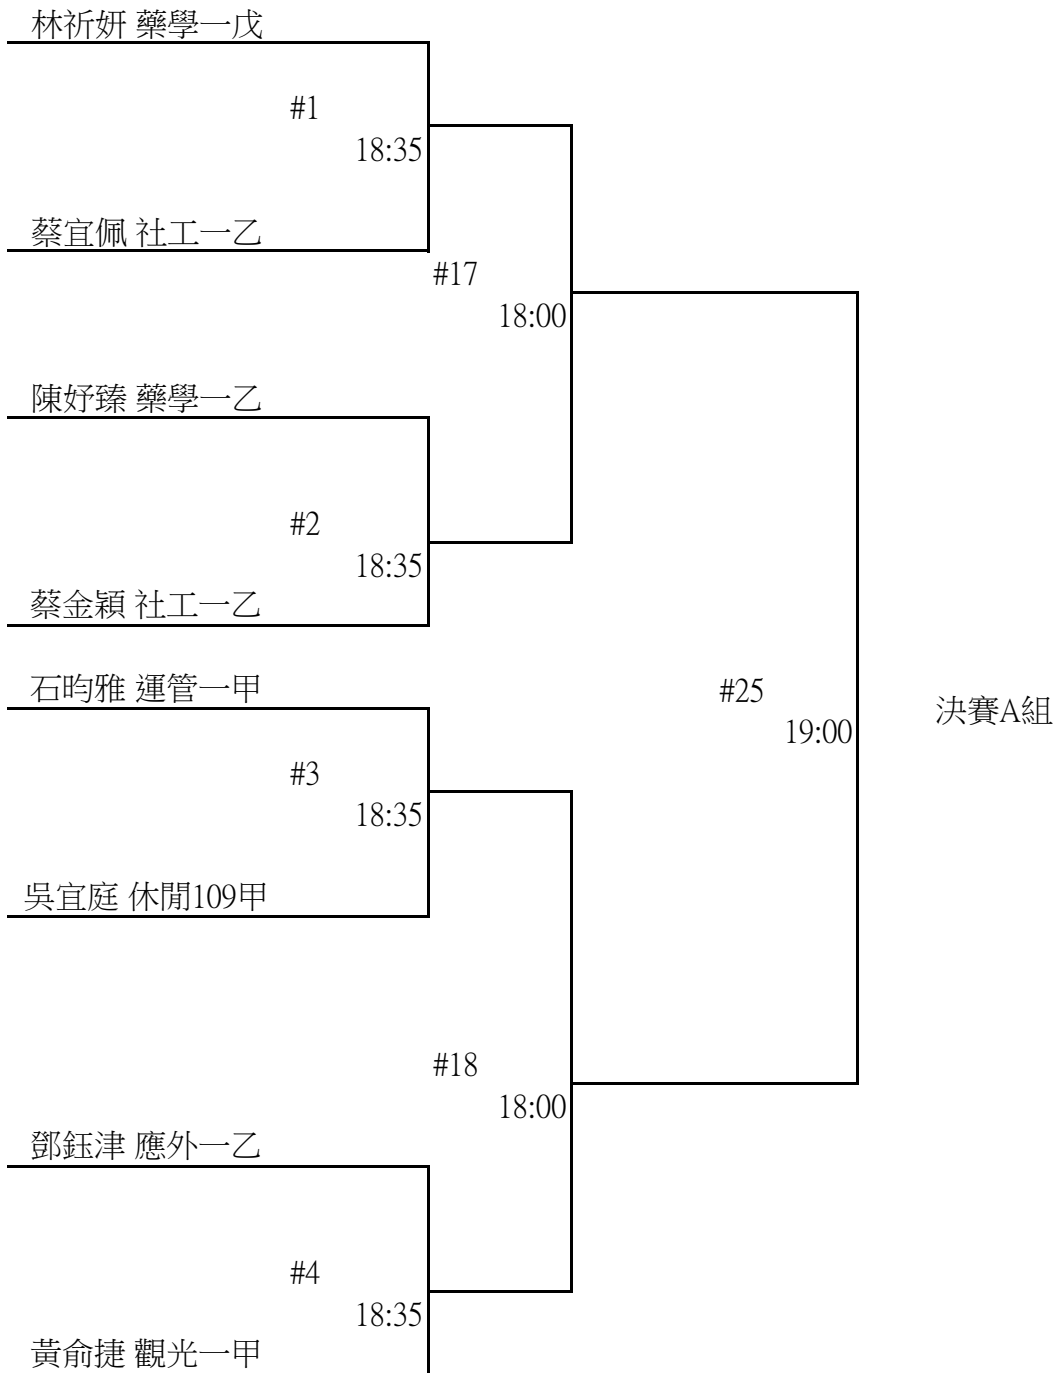 林祈妍 藥學一戊
#1
18:35
蔡宜佩 社工一乙
#17
18:00
陳妤臻 藥學一乙
#2
18:35
蔡金穎 社工一乙
石昀雅 運管一甲
#25
決賽A組
19:00
#3
18:35
吳宜庭 休閒109甲
#18
18:00
鄧鈺津 應外一乙
#4
18:35
黃俞捷 觀光一甲